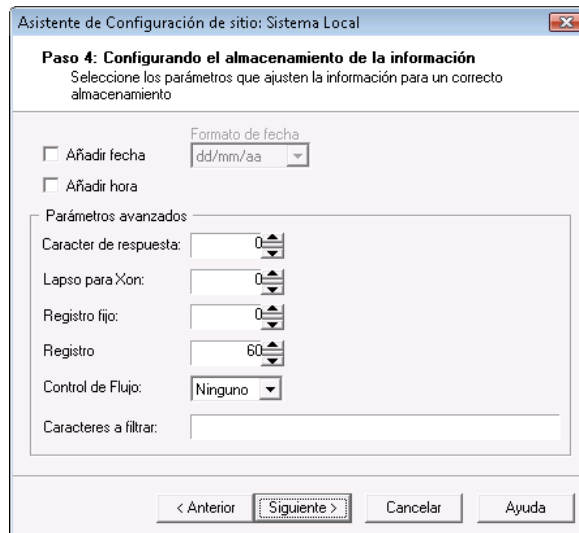 Asistente de Configuración de sitio: Sistema Local
Paso 4: Configurando el almacenamiento de la información
Seleccione los parámetros que ajusten la información para un correcto
almacenamiento
Formato de fecha
Añadir fecha dd/mm/aa
Añadir hora
Parámetros avanzados
Caracter de respuesta: 0
Lapso para Xon: 0
Registro fijo: 0
Registro 60
Control de Flujo: Ninguno
Caracteres a filtrar:
< Anterior Siguiente > Cancelar Ayuda